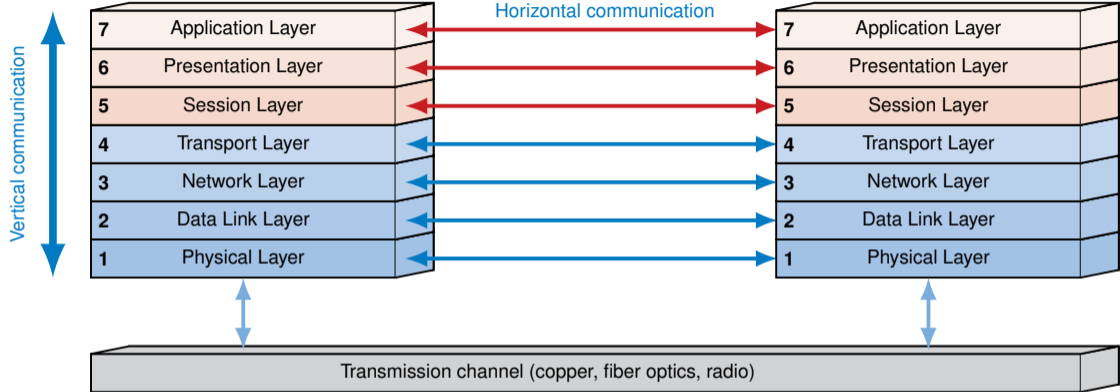 Horizontal communication
Vertical communication
7 Application Layer
6 Presentation Layer
5 Session Layer
4 Transport Layer
3 Network Layer
2 Data Link Layer
1 Physical Layer
7 Application Layer
6 Presentation Layer
5 Session Layer
4 Transport Layer
3 Network Layer
2 Data Link Layer
1 Physical Layer
Transmission channel (copper, fiber optics, radio)